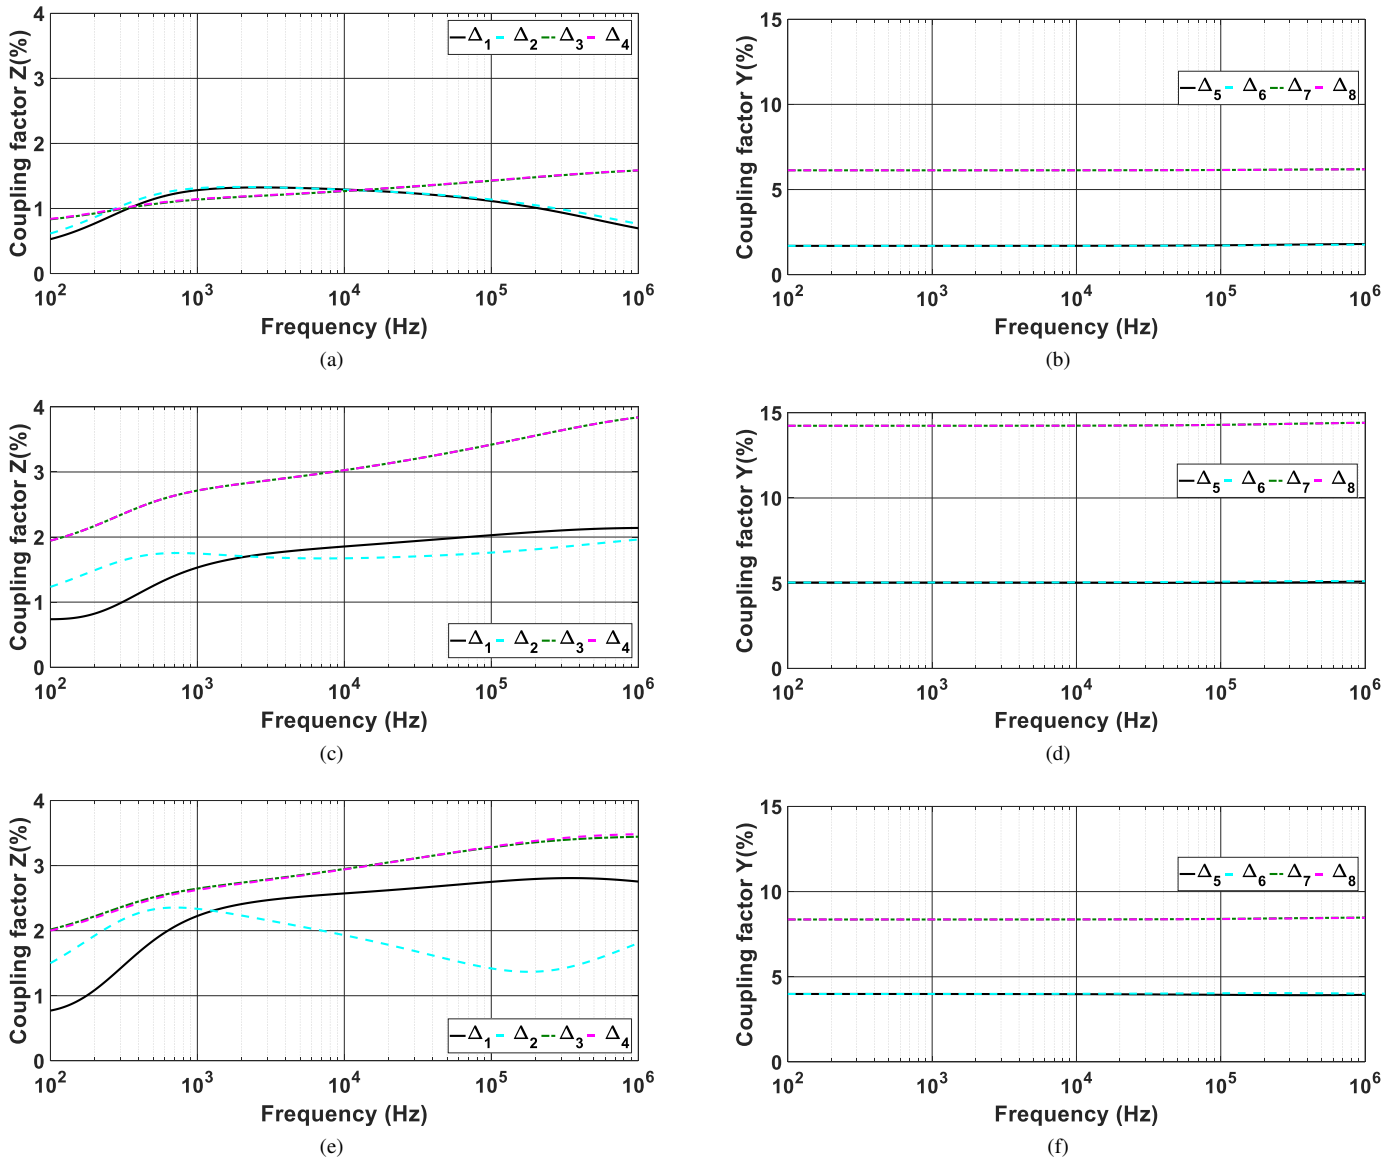 Coupling factor Z(%)
4
3
2
1
0
Δ1 Δ2 Δ3 Δ4
10^2 10^3 10^4 10^5 10^6
Frequency (Hz)
(a)
Coupling factor Y(%)
15
10
5
0
Δ5 Δ6 Δ7 Δ8
10^2 10^3 10^4 10^5 10^6
Frequency (Hz)
(b)
Coupling factor Z(%)
4
3
2
1
0
Δ1 Δ2 Δ3 Δ4
10^2 10^3 10^4 10^5 10^6
Frequency (Hz)
(c)
Coupling factor Y(%)
15
10
5
0
Δ5 Δ6 Δ7 Δ8
10^2 10^3 10^4 10^5 10^6
Frequency (Hz)
(d)
Coupling factor Z(%)
4
3
2
1
0
Δ1 Δ2 Δ3 Δ4
10^2 10^3 10^4 10^5 10^6
Frequency (Hz)
(e)
Coupling factor Y(%)
15
10
5
0
Δ5 Δ6 Δ7 Δ8
10^2 10^3 10^4 10^5 10^6
Frequency (Hz)
(f)